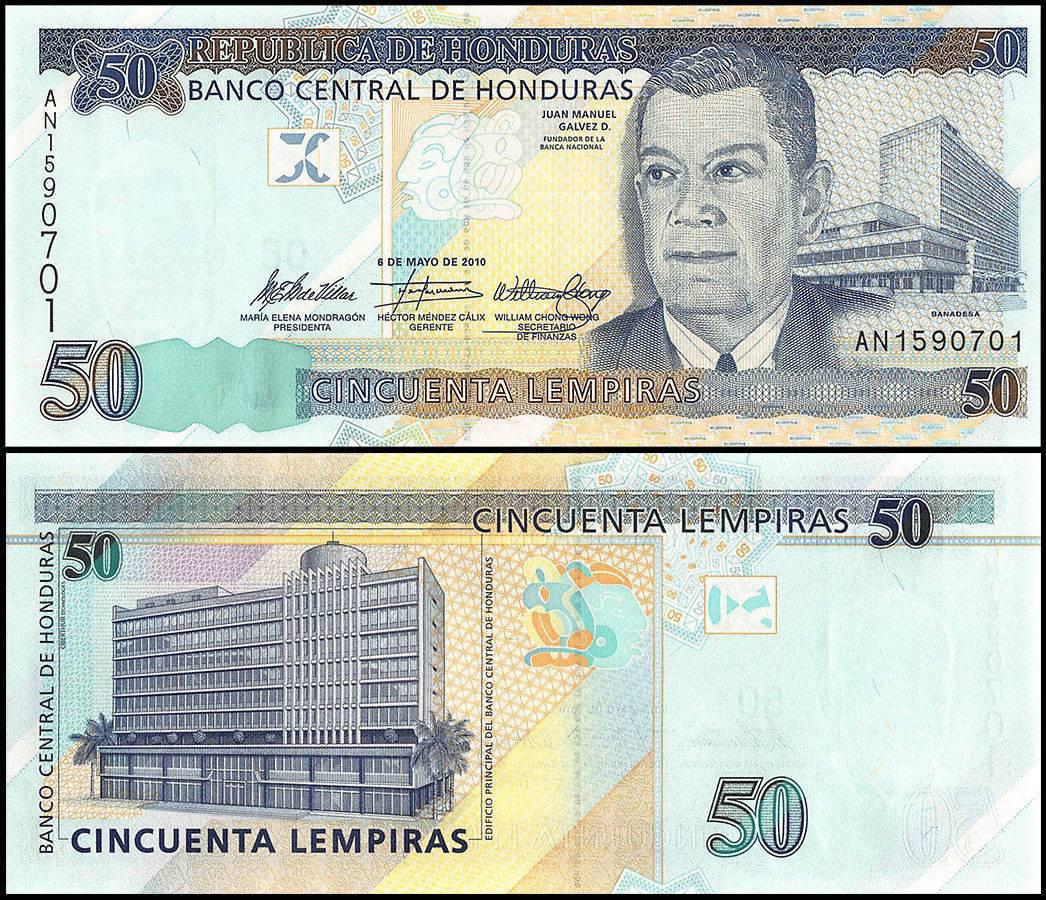 REPUBLICA DE HONDURAS
50
50
BANCO CENTRAL DE HONDURAS
JUAN MANUEL
GALVEZ D.
FUNDADOR DE LA
BANCA NACIONAL
AN1590701
6 DE MAYO DE 2010
MARÍA ELENA MONDRAGÓN
PRESIDENTA
HÉCTOR MÉNDEZ CÁLIX
GERENTE
WILLIAM CHONG WONG
SECRETARIO
DE FINANZAS
BANADESA
AN1590701
50
CINCUENTA LEMPIRAS
50
CINCUENTA LEMPIRAS
50
50
BANCO CENTRAL DE HONDURAS
EDIFICIO PRINCIPAL DEL BANCO CENTRAL DE HONDURAS
CINCUENTA LEMPIRAS
50